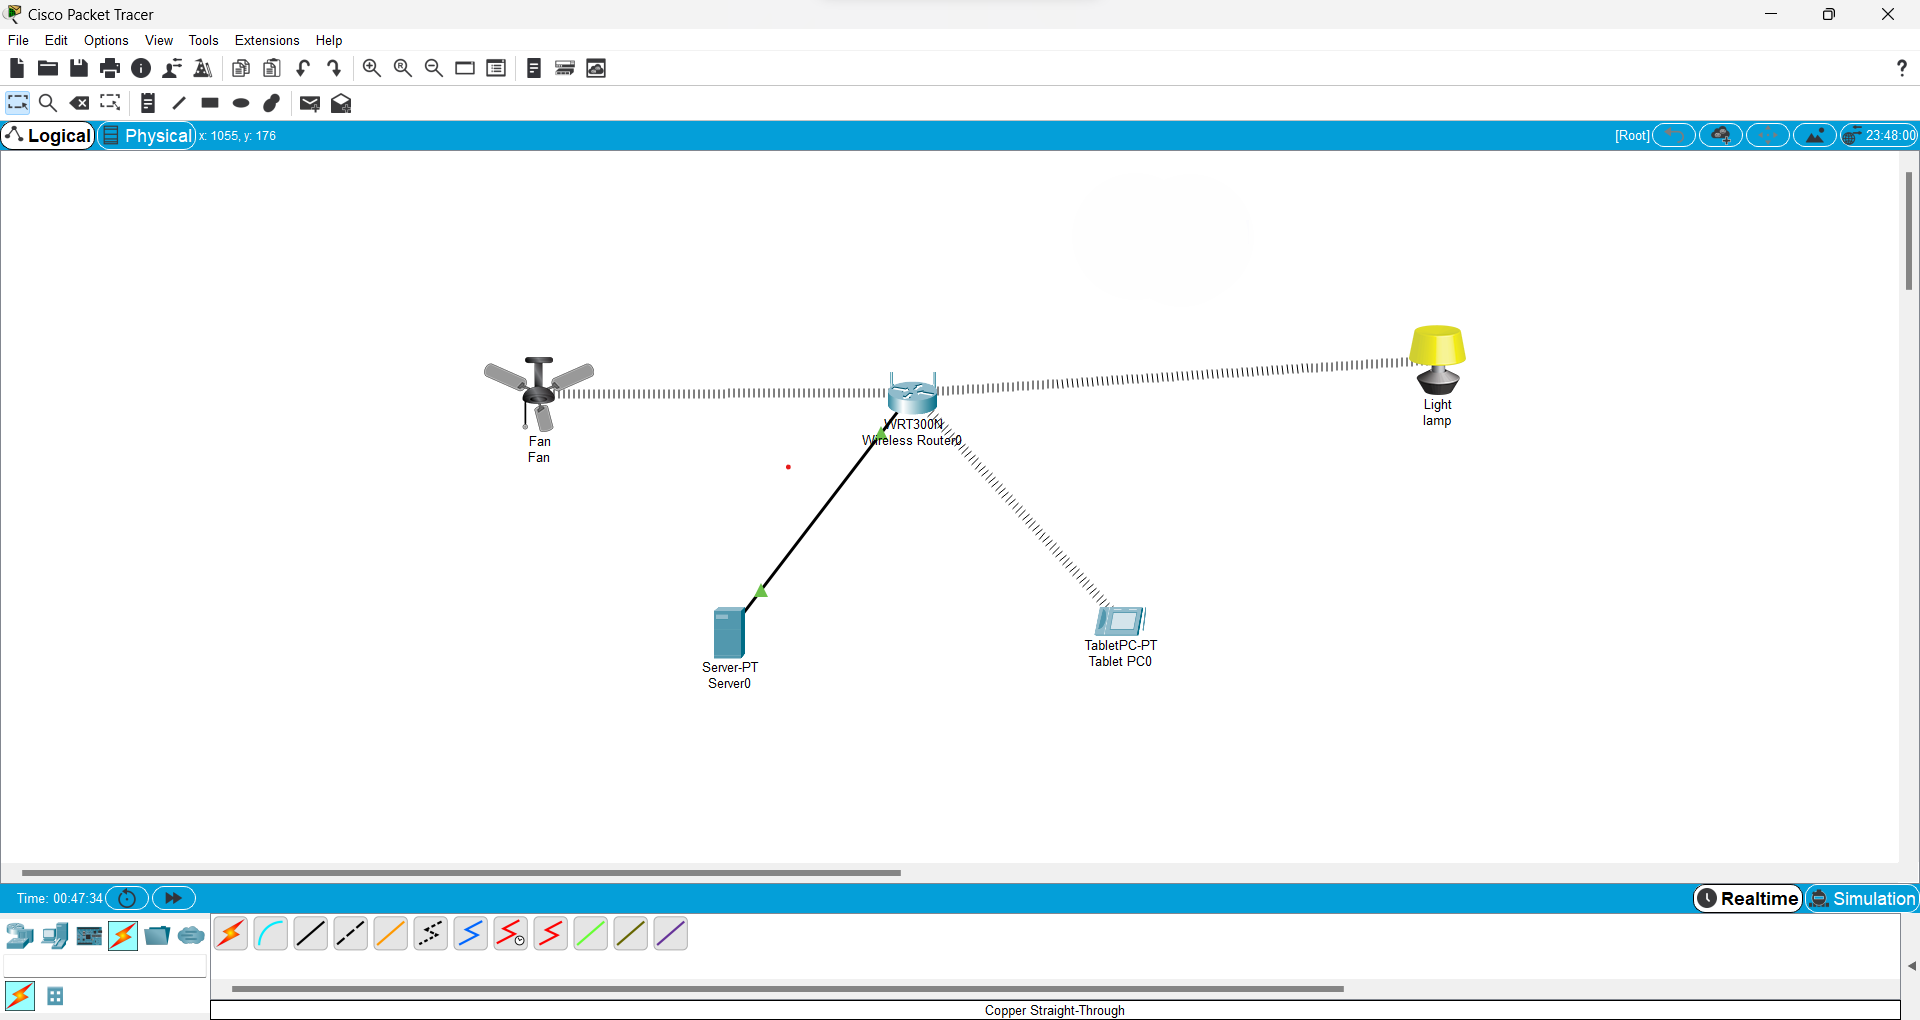 Cisco Packet Tracer
File Edit Options View Tools Extensions Help
Logical Physical x: 1055, y: 176 [Root] 23:48:00
Fan
Fan
WRT300N
Wireless Router0
Light
lamp
Server-PT
Server0
TabletPC-PT
Tablet PC0
Time: 00:47:34 Realtime Simulation
Copper Straight-Through